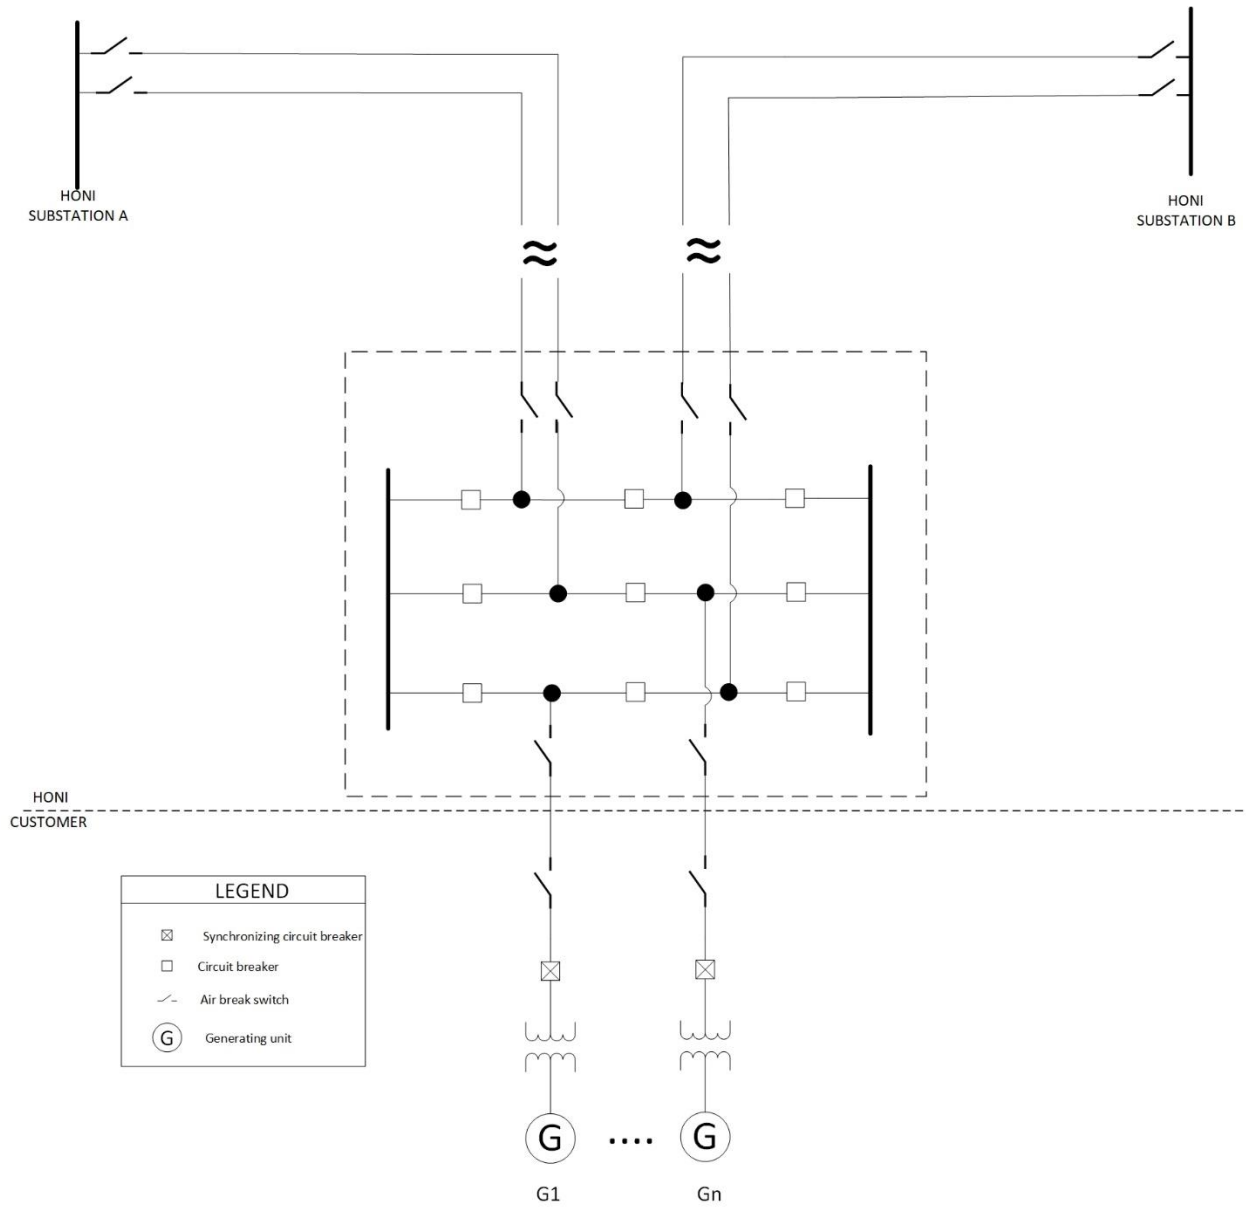 HONI
SUBSTATION A
HONI
SUBSTATION B
HONI
CUSTOMER
LEGEND
Synchronizing circuit breaker
Circuit breaker
Air break switch
G Generating unit
G .... G
G1 Gn